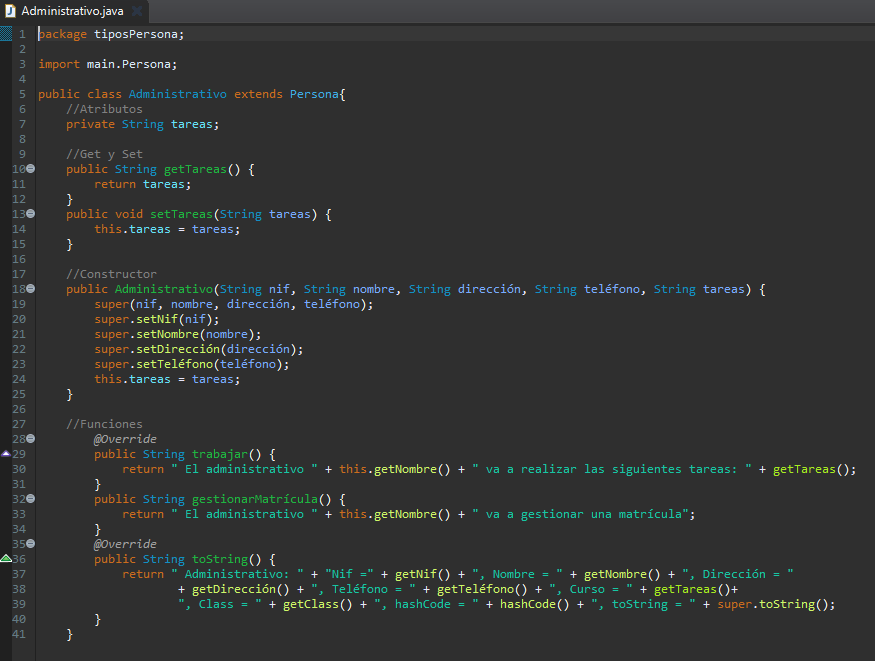 Administrativo.java
1 package tiposPersona;
2
3 import main.Persona;
4
5 public class Administrativo extends Persona{
6     //Atributos
7     private String tareas;
8
9     //Get y Set
10     public String getTareas() {
11         return tareas;
12     }
13     public void setTareas(String tareas) {
14         this.tareas = tareas;
15     }
16
17     //Constructor
18     public Administrativo(String nif, String nombre, String dirección, String teléfono, String tareas) {
19         super(nif, nombre, dirección, teléfono);
20         super.setNif(nif);
21         super.setNombre(nombre);
22         super.setDirección(dirección);
23         super.setTeléfono(teléfono);
24         this.tareas = tareas;
25     }
26
27     //Funciones
28         @Override
29         public String trabajar() {
30             return " El administrativo " + this.getNombre() + " va a realizar las siguientes tareas: " + getTareas();
31         }
32         public String gestionarMatrícula() {
33             return " El administrativo " + this.getNombre() + " va a gestionar una matrícula";
34         }
35         @Override
36         public String toString() {
37             return " Administrativo: " + "Nif =" + getNif() + ", Nombre = " + getNombre() + ", Dirección = "
38                     + getDirección() + ", Teléfono = " + getTeléfono() + ", Curso = " + getTareas()+
39                     ", Class = " + getClass() + ", hashCode = " + hashCode() + ", toString = " + super.toString();
40         }
41     }